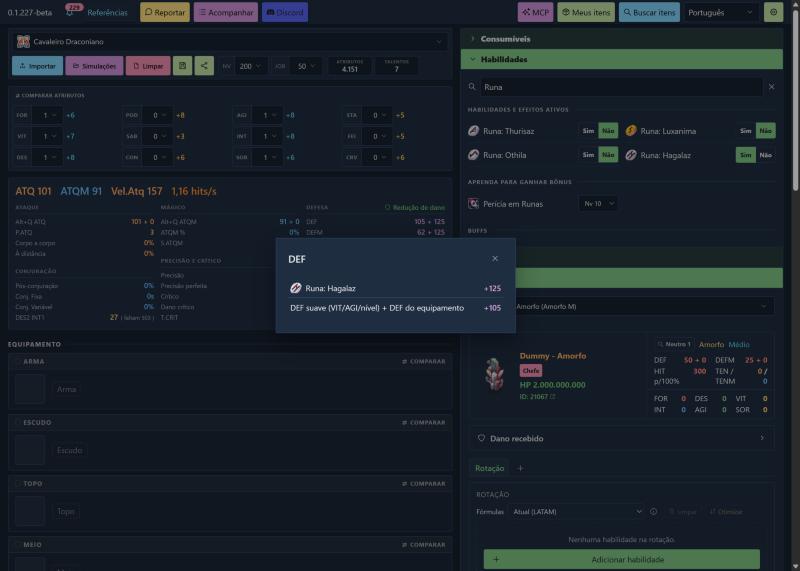 0.1.227-beta
229
Referências
Reportar
Acompanhar
Discord
MCP
Meus itens
Buscar itens
Português
Cavaleiro Draconiano
Importar
Simulações
Limpar
NV 200
JOB 50
ATRIBUTOS
4.151
TALENTOS
7
COMPARAR ATRIBUTOS
FOR 1 +6
POD 0 +8
AGI 1 +8
STA 0 +5
VIT 1 +7
SAB 0 +3
INT 1 +8
FEI 0 +5
DES 1 +8
CON 0 +6
SOR 1 +6
CRV 0 +6
ATQ 101 ATQM 91 Vel.Atq 157 1,16 hits/s
ATAQUE
Alt+Q ATQ 101 + 0
P.ATQ 3
Corpo a corpo 0%
À distância 0%
CONJURAÇÃO
Pós-conjuração 0%
Conj. Fixa 0s
Conj. Variável 0%
DES2 INT1 27 ( faltam 503 )
MÁGICO
Alt+Q ATQM 91 + 0
ATQM % 0%
S.ATQM
PRECISÃO E CRÍTICO
Precisão
Precisão perfeita
Crítico
Dano crítico
T.CRIT
DEFESA
Redução de dano
DEF 105 + 125
DEFM 62 + 125
DEF
Runa: Hagalaz +125
DEF suave (VIT/AGI/nível) + DEF do equipamento +105
EQUIPAMENTO
ARMA
COMPARAR
Arma
ESCUDO
COMPARAR
Escudo
TOPO
COMPARAR
Topo
MEIO
COMPARAR
Consumíveis
Habilidades
Runa
HABILIDADES E EFEITOS ATIVOS
Runa: Thurisaz Sim Não
Runa: Luxanima Sim Não
Runa: Othila Sim Não
Runa: Hagalaz Sim Não
APRENDA PARA GANHAR BÔNUS
Perícia em Runas
Nv 10
BUFFS
Amorfo (Amorfo M)
Dummy - Amorfo
Chefe
HP 2.000.000.000
ID: 21067
Neutro 1 Amorfo Médio
DEF 50 + 0 DEFM 25 + 0
HIT p/100% 300
TEN / TENM 0 / 0
FOR 0 DES 0 VIT 0
INT 0 AGI 0 SOR 0
Dano recebido
Rotação
ROTAÇÃO
Fórmulas
Atual (LATAM)
Limpar
Otimizar
Nenhuma habilidade na rotação.
Adicionar habilidade